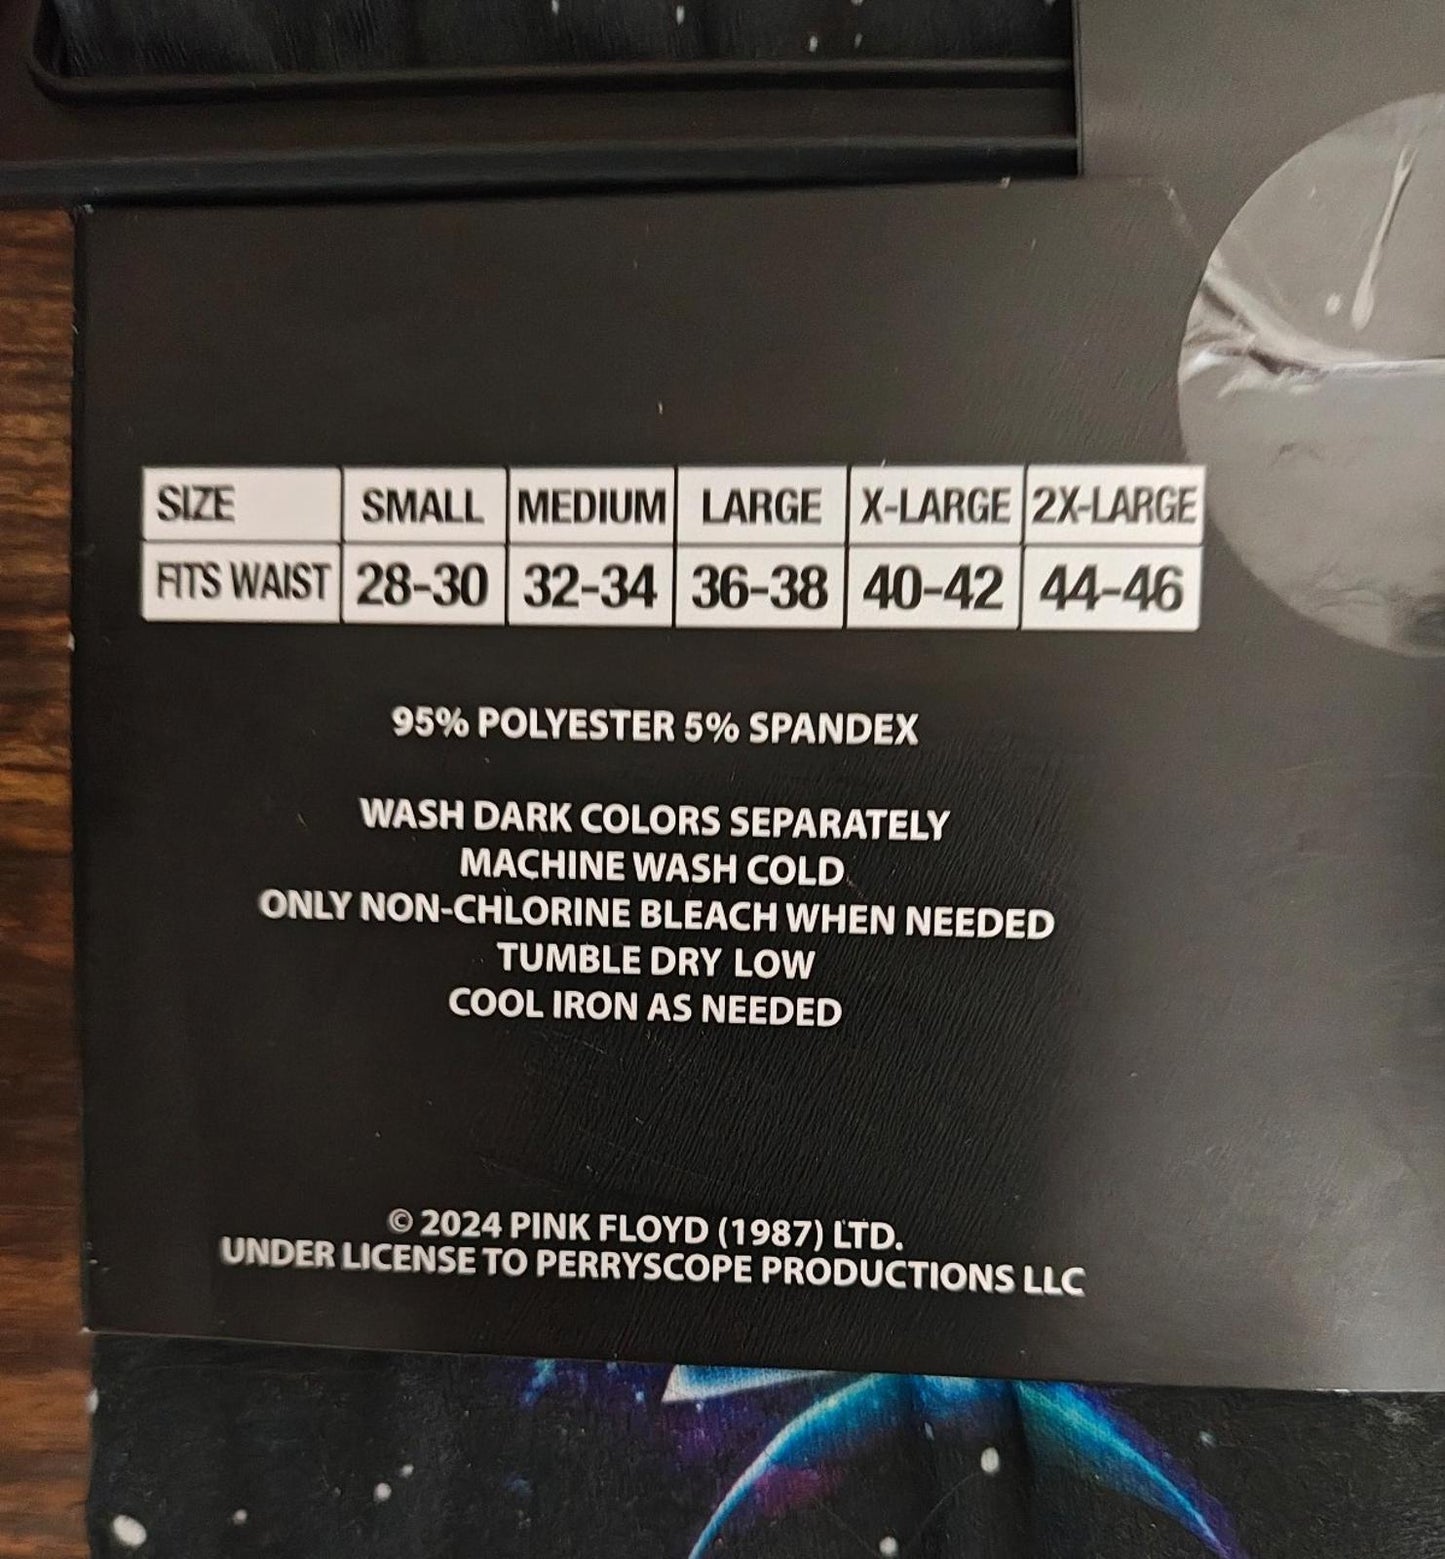 SIZE SMALL MEDIUM LARGE X-LARGE 2X-LARGE
FITS WAIST 28-30 32-34 36-38 40-42 44-46
95% POLYESTER 5% SPANDEX
WASH DARK COLORS SEPARATELY
MACHINE WASH COLD
ONLY NON-CHLORINE BLEACH WHEN NEEDED
TUMBLE DRY LOW
COOL IRON AS NEEDED
© 2024 PINK FLOYD (1987) LTD.
UNDER LICENSE TO PERRYSCOPE PRODUCTIONS LLC